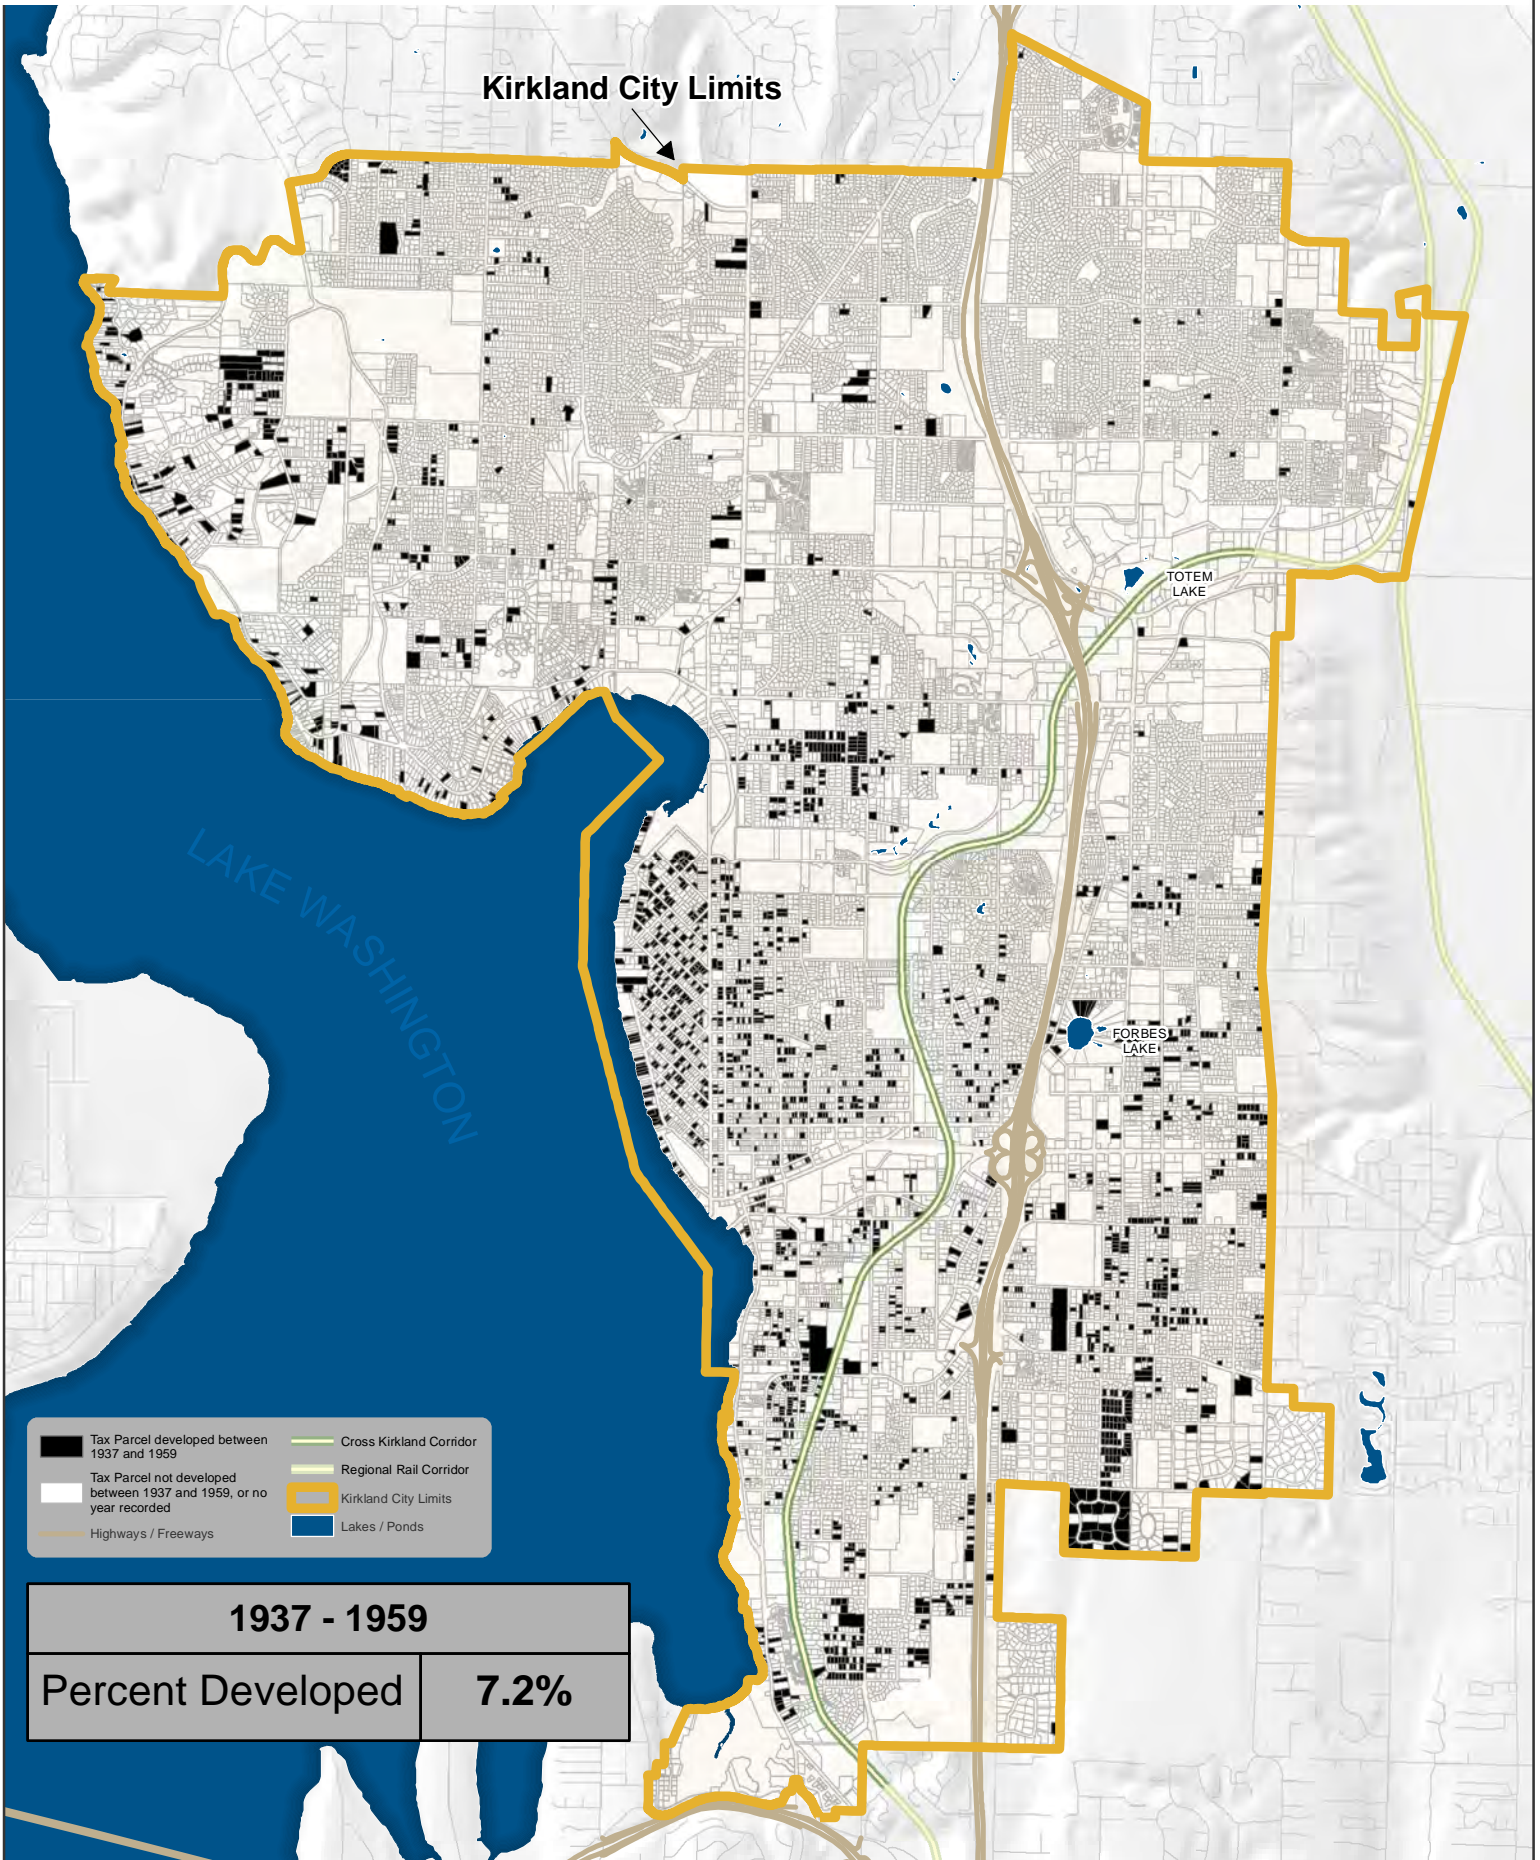 Kirkland City Limits
TOTEM
LAKE
LAKE WASHINGTON
FORBES
LAKE
Tax Parcel developed between
1937 and 1959
Tax Parcel not developed
between 1937 and 1959, or no
year recorded
Highways / Freeways
Cross Kirkland Corridor
Regional Rail Corridor
Kirkland City Limits
Lakes / Ponds
1937 - 1959
Percent Developed 7.2%